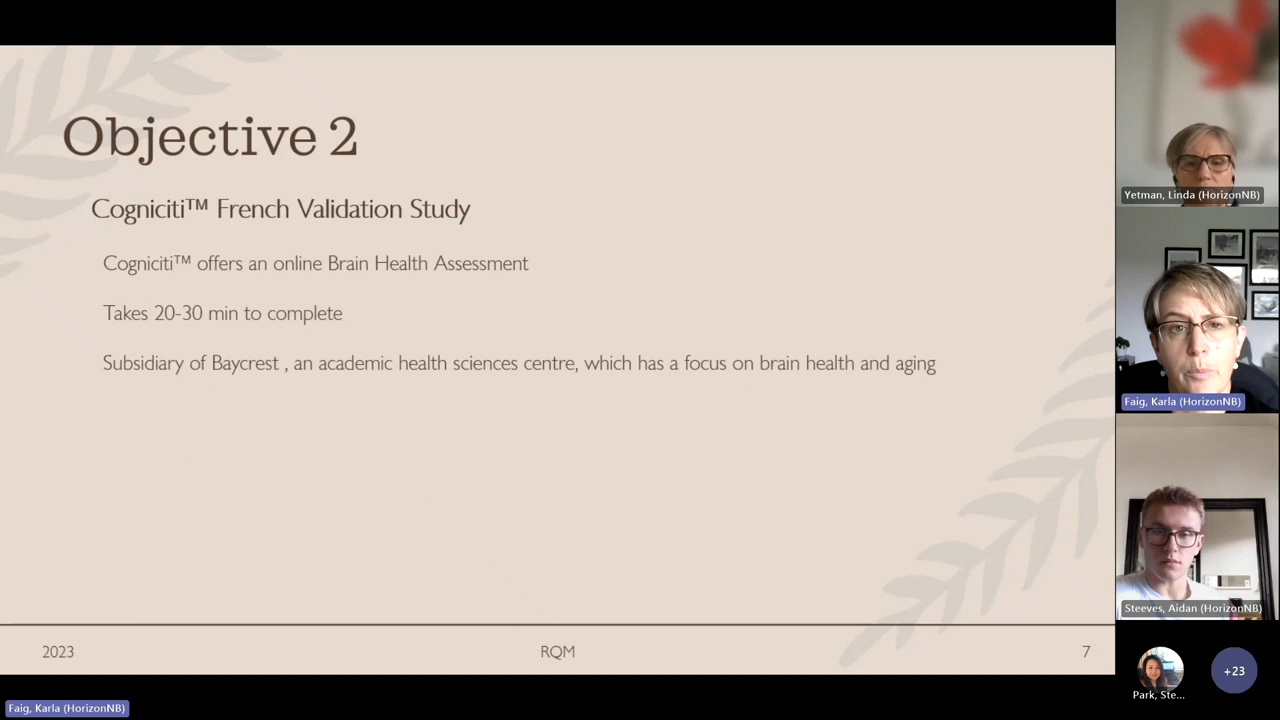 Objective 2
Cogniciti™ French Validation Study
Cogniciti™ offers an online Brain Health Assessment
Takes 20-30 min to complete
Subsidiary of Baycrest , an academic health sciences centre, which has a focus on brain health and aging
2023
RQM
7
Faig, Karla (HorizonNB)
Yetman, Linda (HorizonNB)
Faig, Karla (HorizonNB)
Steeves, Aidan (HorizonNB)
Park, Ste...
+23